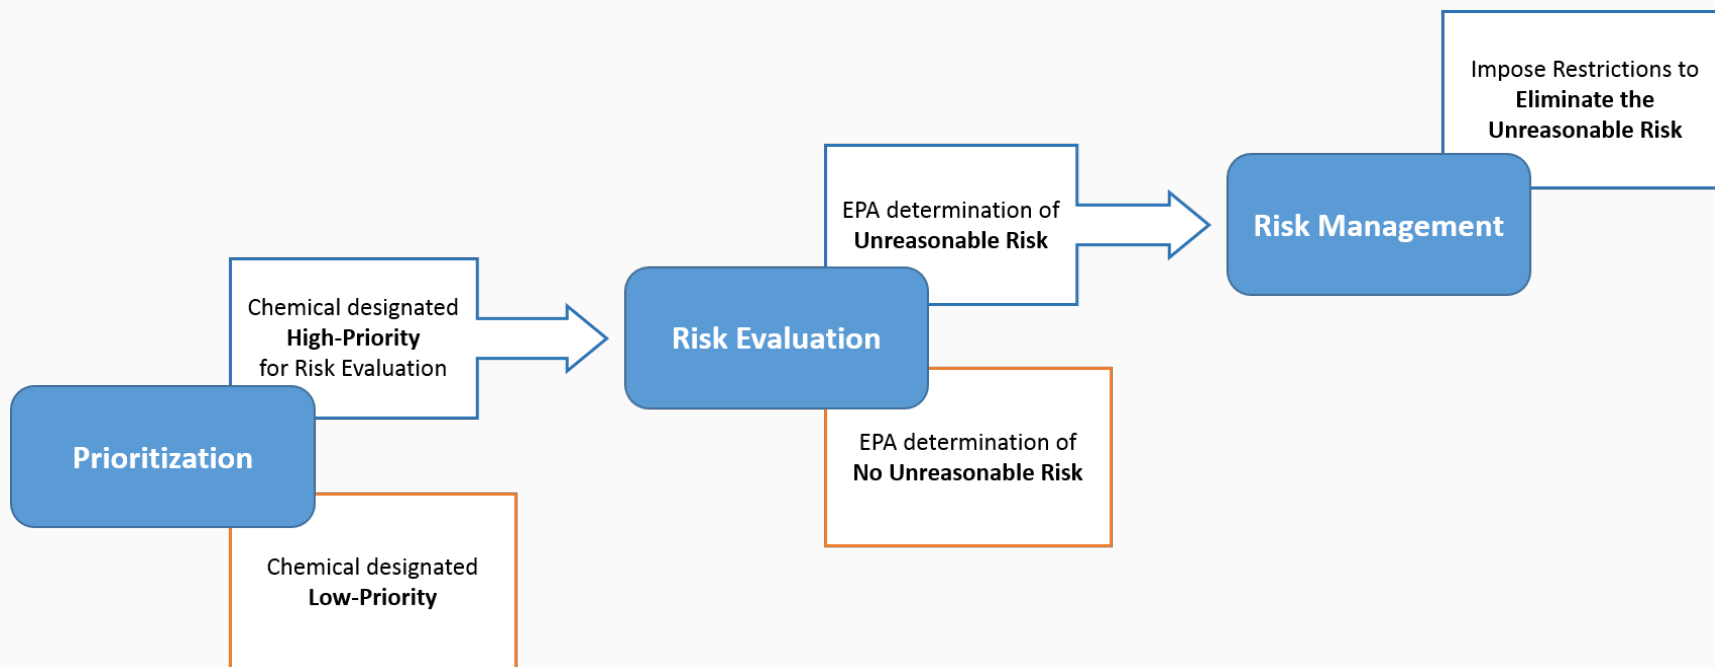 Prioritization
Chemical designated
High-Priority
for Risk Evaluation
Chemical designated
Low-Priority
Risk Evaluation
EPA determination of
Unreasonable Risk
EPA determination of
No Unreasonable Risk
Risk Management
Impose Restrictions to
Eliminate the
Unreasonable Risk